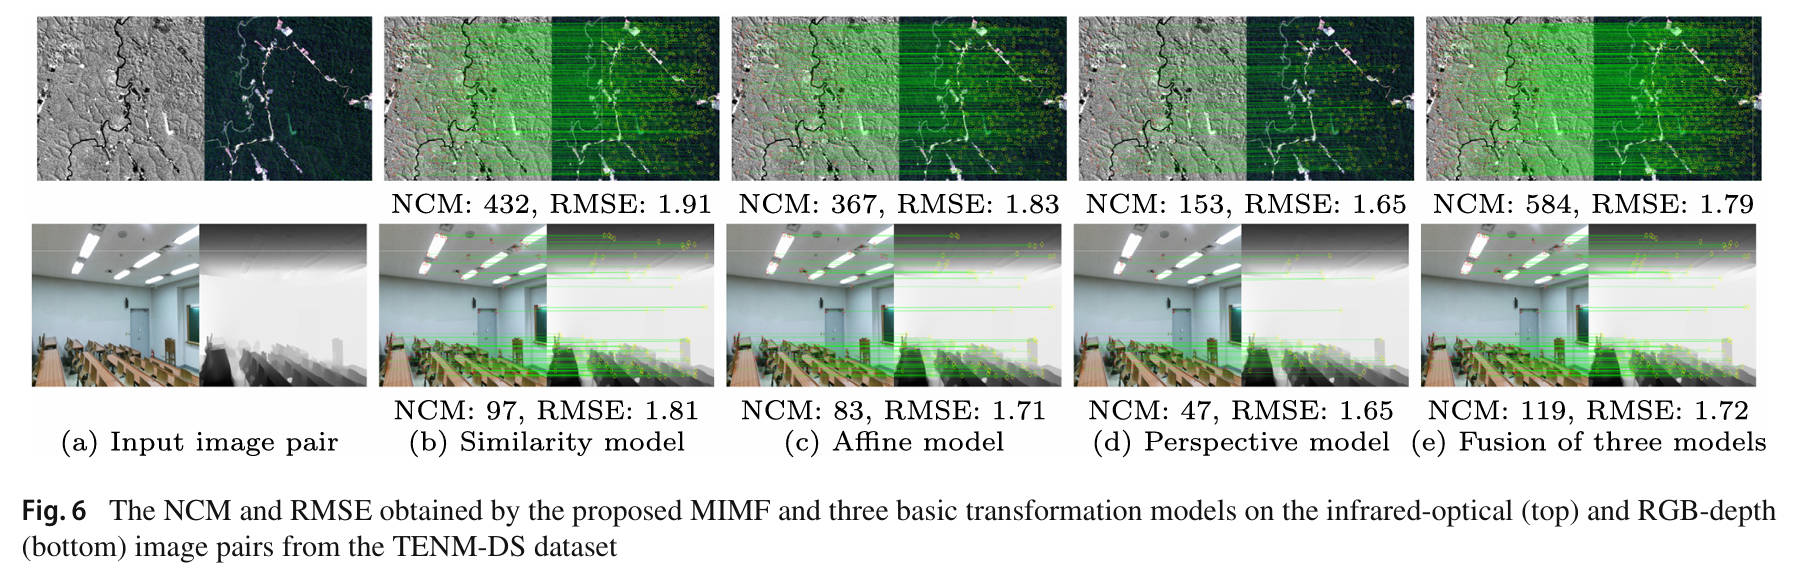 NCM: 432, RMSE: 1.91
NCM: 367, RMSE: 1.83
NCM: 153, RMSE: 1.65
NCM: 584, RMSE: 1.79
NCM: 97, RMSE: 1.81
NCM: 83, RMSE: 1.71
NCM: 47, RMSE: 1.65
NCM: 119, RMSE: 1.72
(a) Input image pair
(b) Similarity model
(c) Affine model
(d) Perspective model
(e) Fusion of three models
Fig. 6 The NCM and RMSE obtained by the proposed MIMF and three basic transformation models on the infrared-optical (top) and RGB-depth
(bottom) image pairs from the TENM-DS dataset